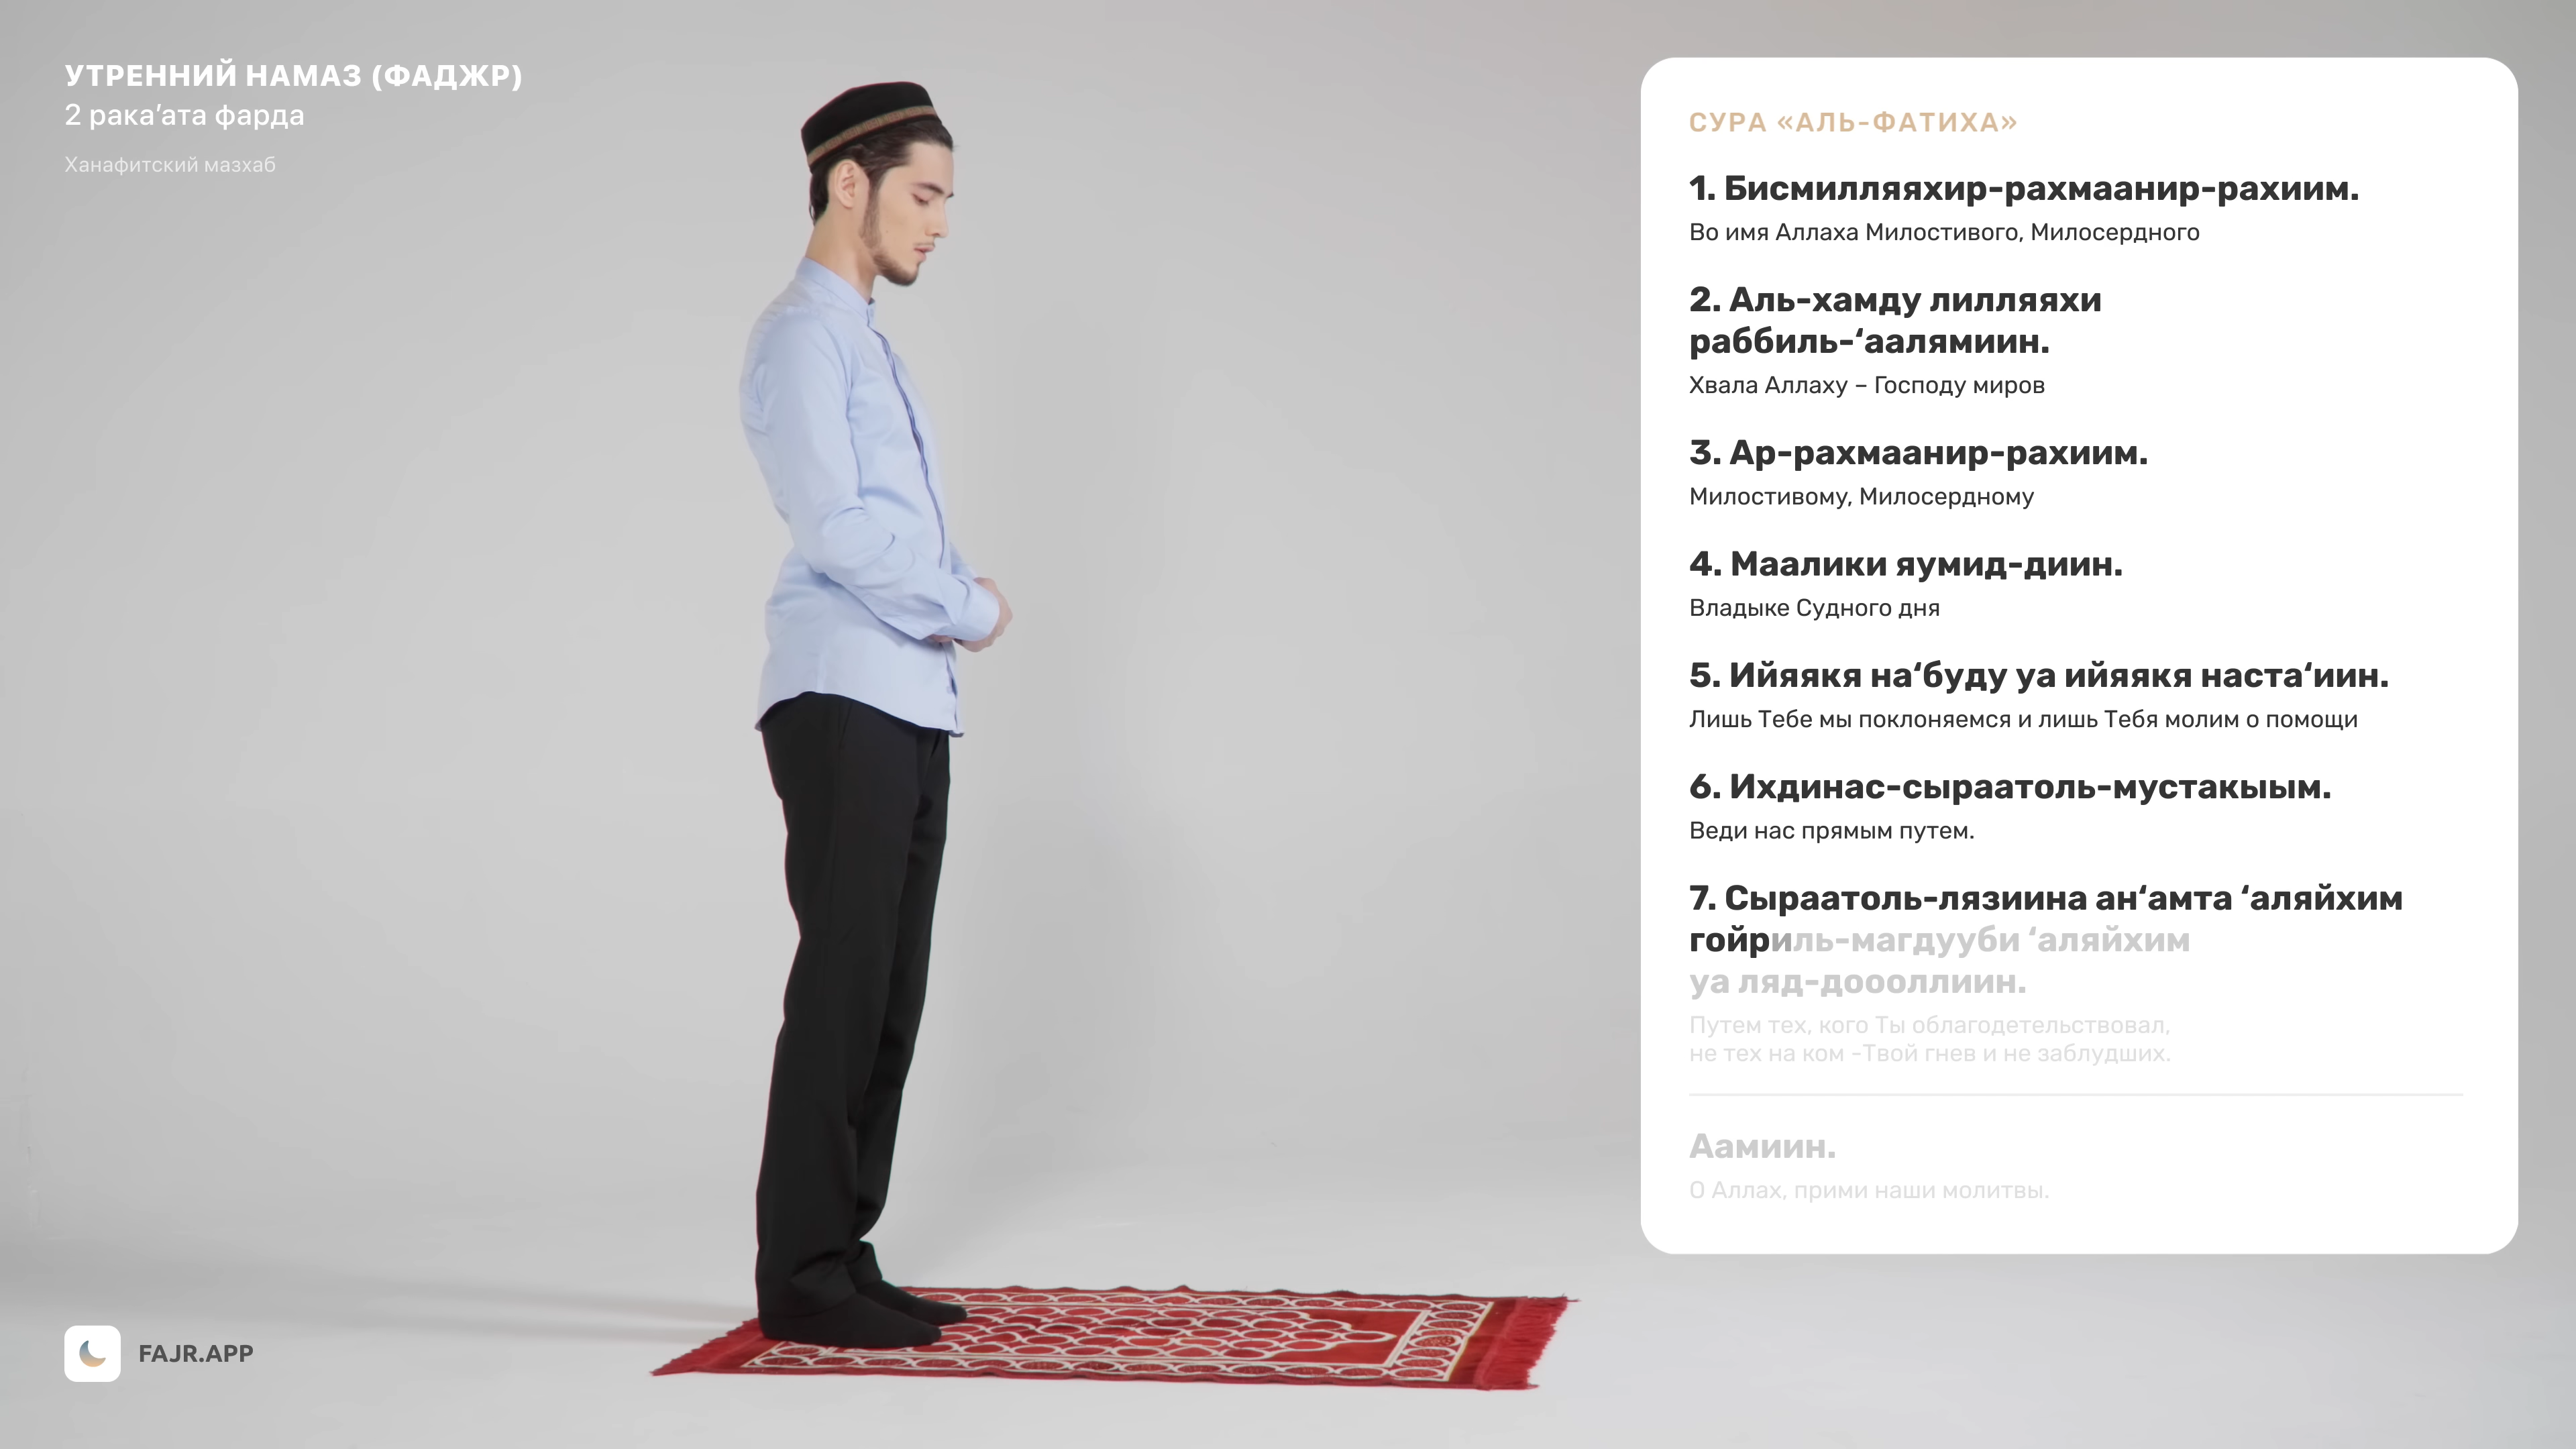 УТРЕННИЙ НАМАЗ (ФАДЖР)
2 рака’ата фарда
Ханафитский мазхаб
СУРА «АЛЬ-ФАТИХА»
1. Бисмилляяхир-рахмаанир-рахиим.
Во имя Аллаха Милостивого, Милосердного
2. Аль-хамду лилляяхи
раббиль-‘аалямиин.
Хвала Аллаху – Господу миров
3. Ар-рахмаанир-рахиим.
Милостивому, Милосердному
4. Маалики яумид-диин.
Владыке Судного дня
5. Ийяякя на‘буду уа ийяякя наста‘иин.
Лишь Тебе мы поклоняемся и лишь Тебя молим о помощи
6. Ихдинас-сыраатоль-мустакыым.
Веди нас прямым путем.
7. Сыраатоль-лязиина ан‘амта ‘аляйхим
гойриль-магдууби ‘аляйхим
уа ляд-доооллиин.
Путем тех, кого Ты облагодетельствовал,
не тех на ком -Твой гнев и не заблудших.
Аамиин.
О Аллах, прими наши молитвы.
FAJR.APP